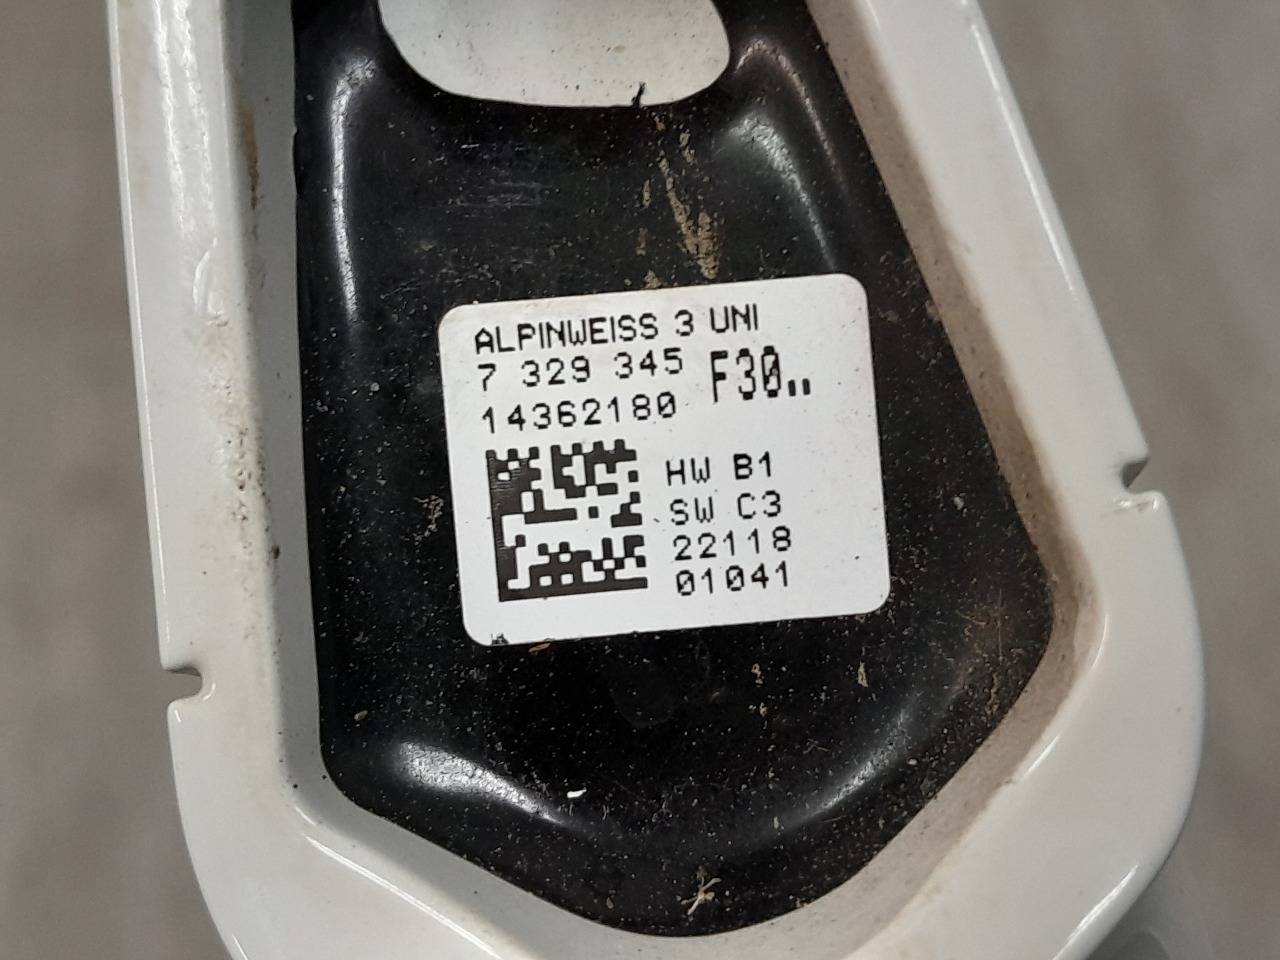 ALPINWEISS 3 UNI
7 329 345 F30..
14362180
HW B1
SW C3
22118
01041